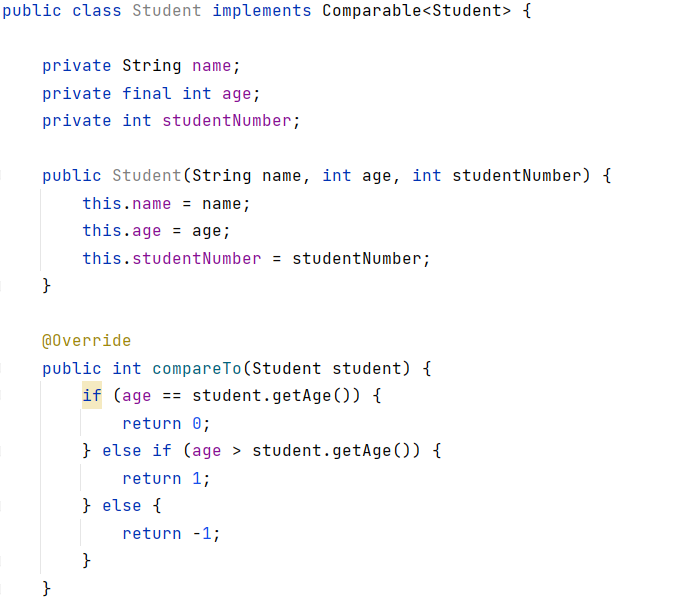 public class Student implements Comparable<Student> {
private String name;
private final int age;
private int studentNumber;
public Student(String name, int age, int studentNumber) {
this.name = name;
this.age = age;
this.studentNumber = studentNumber;
}
@Override
public int compareTo(Student student) {
if (age == student.getAge()) {
return 0;
} else if (age > student.getAge()) {
return 1;
} else {
return -1;
}
}